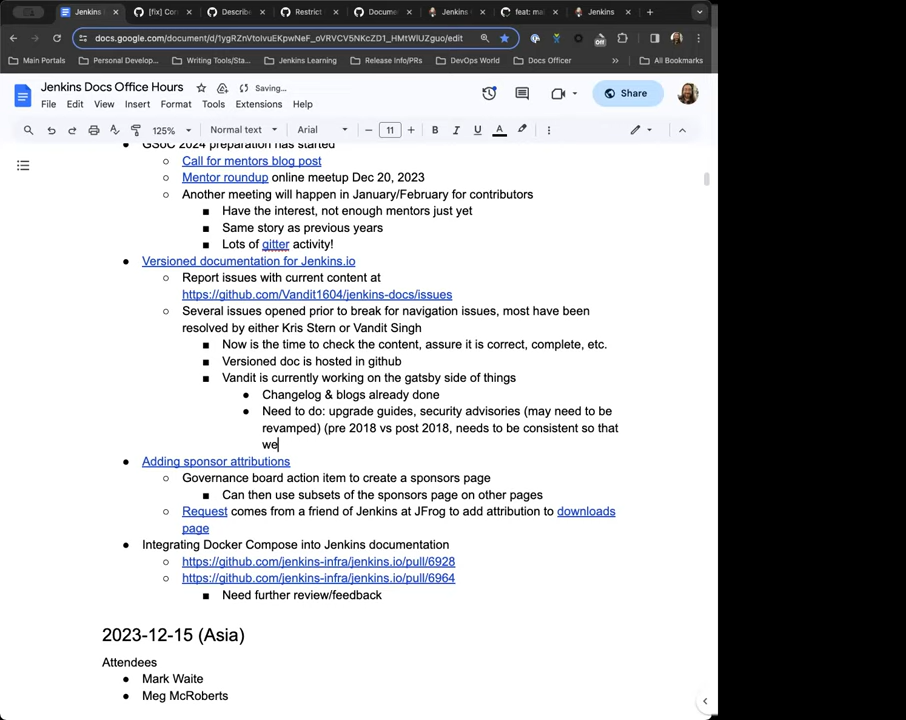 Jenkins
[fix] Con
Describe
Restrict
Docume
Jenkins
feat: ma
Jenkins
docs.google.com/document/d/1ygRZnVtoIvuEKpwNeF_oVRVCV5NKcZD1_HMtWlUZguo/edit
Off
Main Portals
Personal Develop...
Writing Tools/Sta...
Jenkins Learning
Release Info/PRs
DevOps World
Docs Officer
»
All Bookmarks
Jenkins Docs Office Hours
Saving...
File Edit View Insert Format Tools Extensions Help
Share
125%
Normal text
Arial
11
B I U A
GSoC 2024 preparation has started
Call for mentors blog post
Mentor roundup online meetup Dec 20, 2023
Another meeting will happen in January/February for contributors
Have the interest, not enough mentors just yet
Same story as previous years
Lots of gitter activity!
Versioned documentation for Jenkins.io
Report issues with current content at
https://github.com/Vandit1604/jenkins-docs/issues
Several issues opened prior to break for navigation issues, most have been
resolved by either Kris Stern or Vandit Singh
Now is the time to check the content, assure it is correct, complete, etc.
Versioned doc is hosted in github
Vandit is currently working on the gatsby side of things
Changelog & blogs already done
Need to do: upgrade guides, security advisories (may need to be
revamped) (pre 2018 vs post 2018, needs to be consistent so that
we
Adding sponsor attributions
Governance board action item to create a sponsors page
Can then use subsets of the sponsors page on other pages
Request comes from a friend of Jenkins at JFrog to add attribution to downloads
page
Integrating Docker Compose into Jenkins documentation
https://github.com/jenkins-infra/jenkins.io/pull/6928
https://github.com/jenkins-infra/jenkins.io/pull/6964
Need further review/feedback
2023-12-15 (Asia)
Attendees
Mark Waite
Meg McRoberts